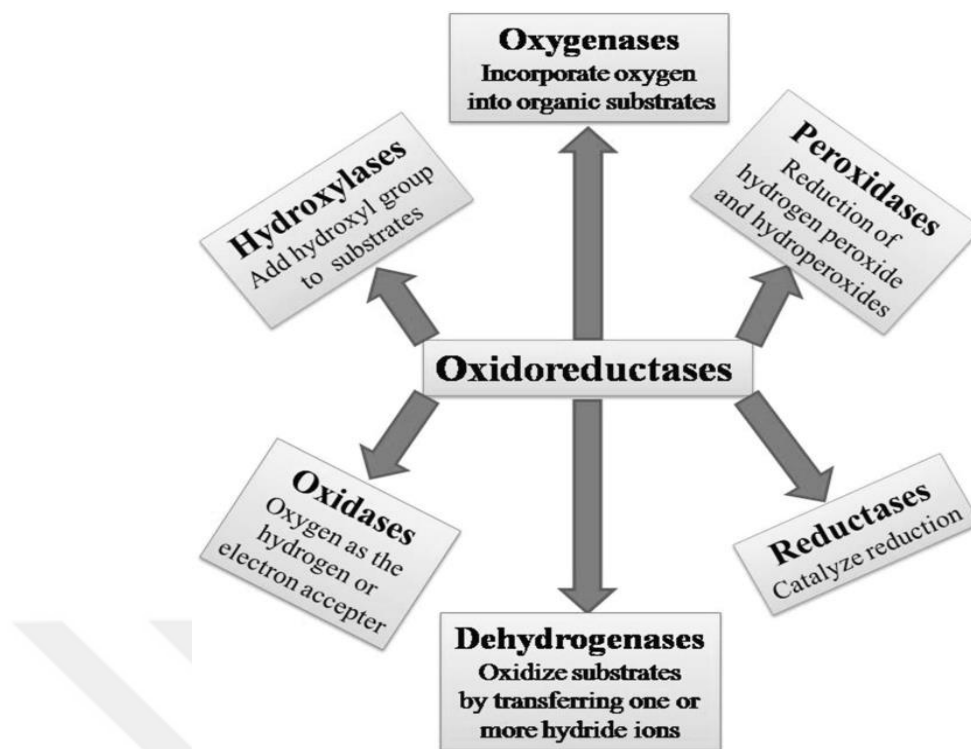 Oxygenases
Incorporate oxygen
into organic substrates
Hydroxylases
Add hydroxyl group
to substrates
Peroxidases
Reduction of
hydrogen peroxide
and hydroperoxides
Oxidoreductases
Oxidases
Oxygen as the
hydrogen or
electron accepter
Reductases
Catalyze reduction
Dehydrogenases
Oxidize substrates
by transferring one or
more hydride ions